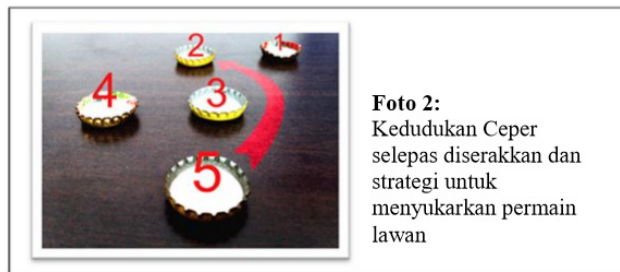 2
1
4
3
5
Foto 2:
Kedudukan Ceper
selepas diserakkan dan
strategi untuk
menyukarkan permain
lawan